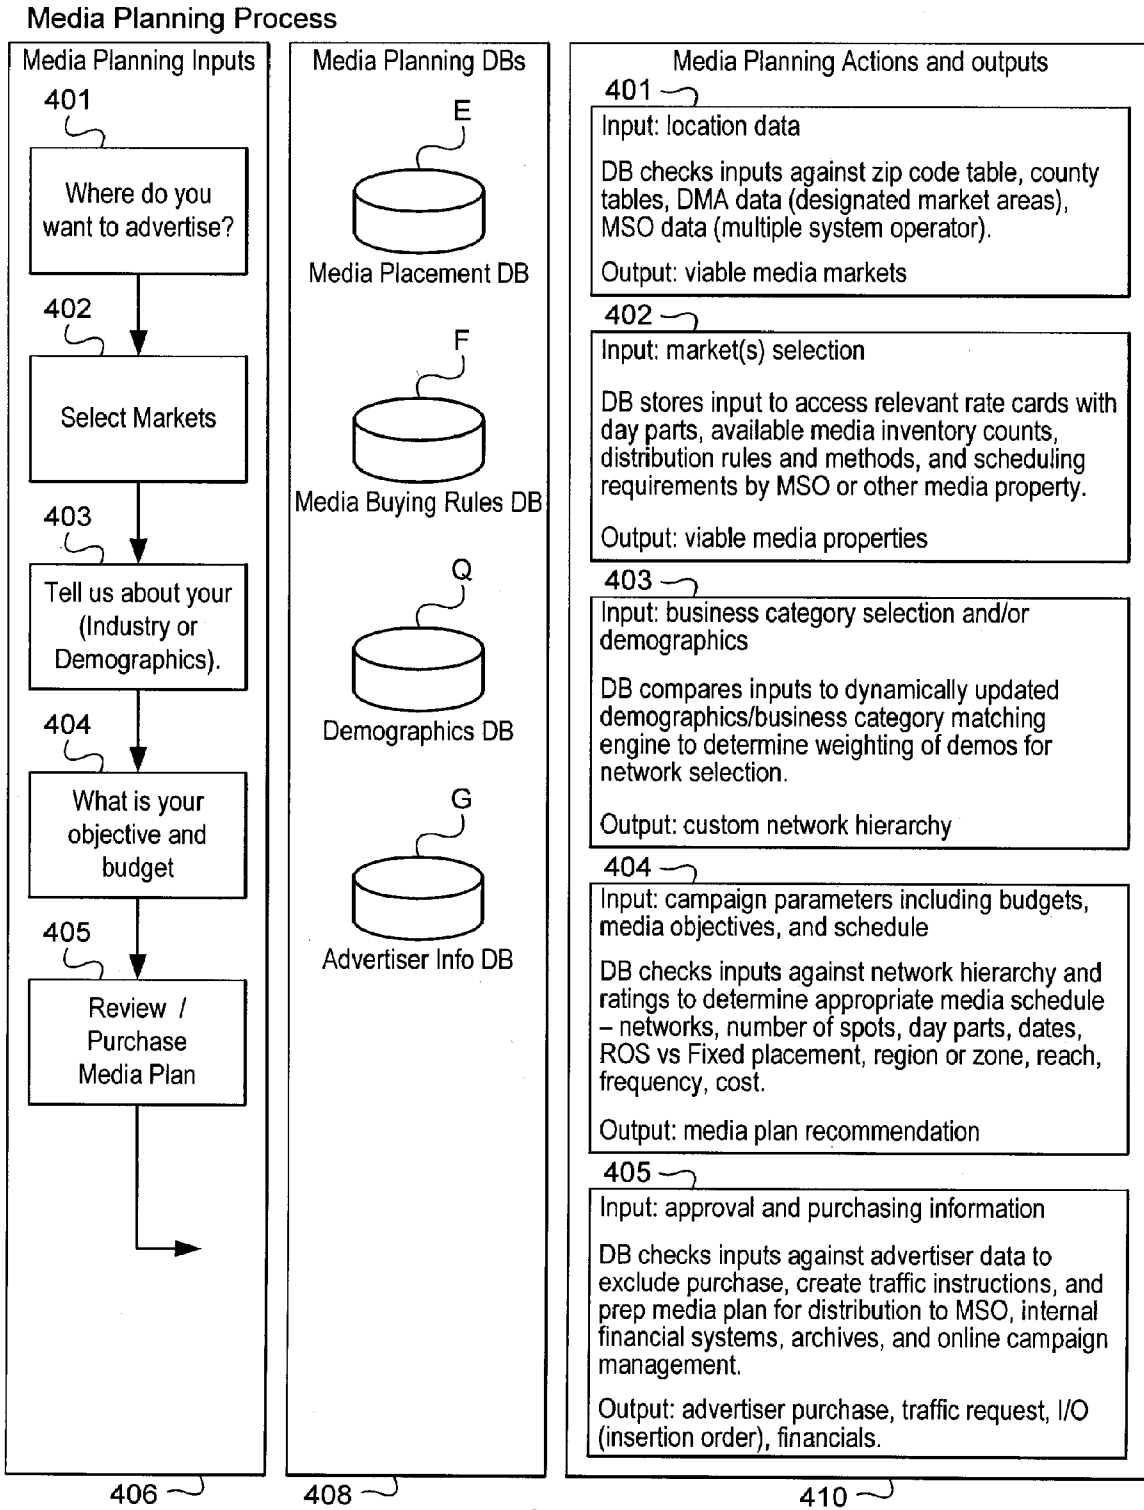 Media Planning Process
Media Planning Inputs
401
Where do you
want to advertise?
402
Select Markets
403
Tell us about your
(Industry or
Demographics).
404
What is your
objective and
budget
405
Review /
Purchase
Media Plan
406
Media Planning DBs
E
Media Placement DB
F
Media Buying Rules DB
Q
Demographics DB
G
Advertiser Info DB
408
Media Planning Actions and outputs
401
Input: location data
DB checks inputs against zip code table, county
tables, DMA data (designated market areas),
MSO data (multiple system operator).
Output: viable media markets
402
Input: market(s) selection
DB stores input to access relevant rate cards with
day parts, available media inventory counts,
distribution rules and methods, and scheduling
requirements by MSO or other media property.
Output: viable media properties
403
Input: business category selection and/or
demographics
DB compares inputs to dynamically updated
demographics/business category matching
engine to determine weighting of demos for
network selection.
Output: custom network hierarchy
404
Input: campaign parameters including budgets,
media objectives, and schedule
DB checks inputs against network hierarchy and
ratings to determine appropriate media schedule
– networks, number of spots, day parts, dates,
ROS vs Fixed placement, region or zone, reach,
frequency, cost.
Output: media plan recommendation
405
Input: approval and purchasing information
DB checks inputs against advertiser data to
exclude purchase, create traffic instructions, and
prep media plan for distribution to MSO, internal
financial systems, archives, and online campaign
management.
Output: advertiser purchase, traffic request, I/O
(insertion order), financials.
410